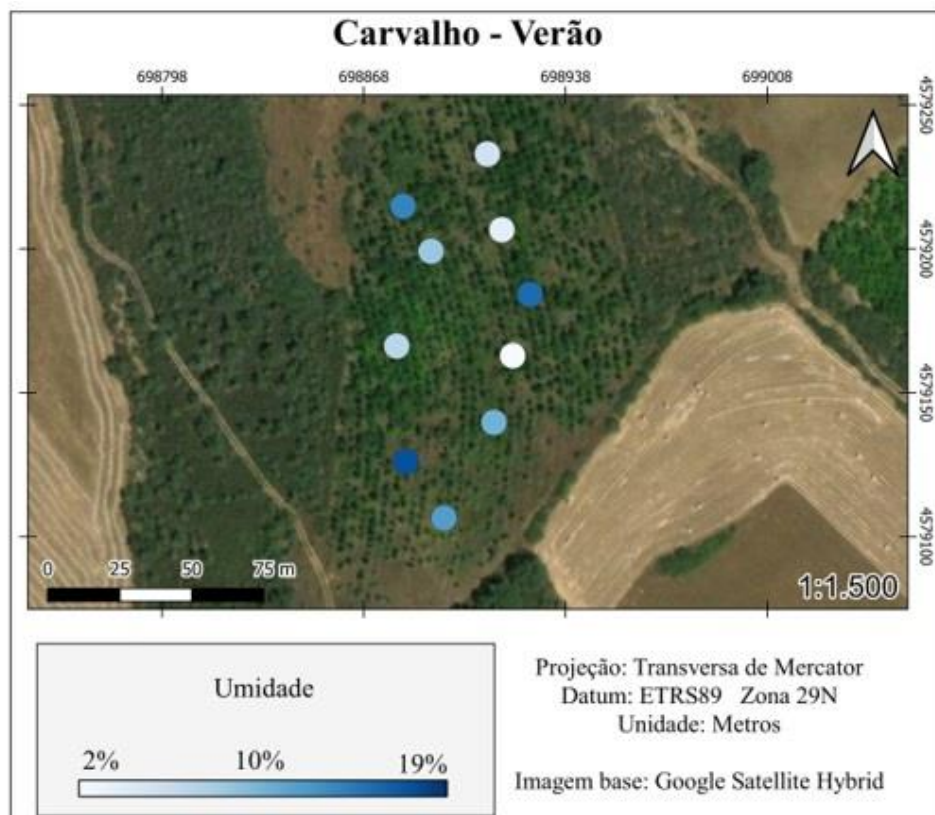 Carvalho - Verão
698798 698868 698938 699008
4579250
4579200
4579150
4579100
0 25 50 75 m
1:1.500
Umidade
2% 10% 19%
Projeção: Transversa de Mercator
Datum: ETRS89 Zona 29N
Unidade: Metros
Imagem base: Google Satellite Hybrid